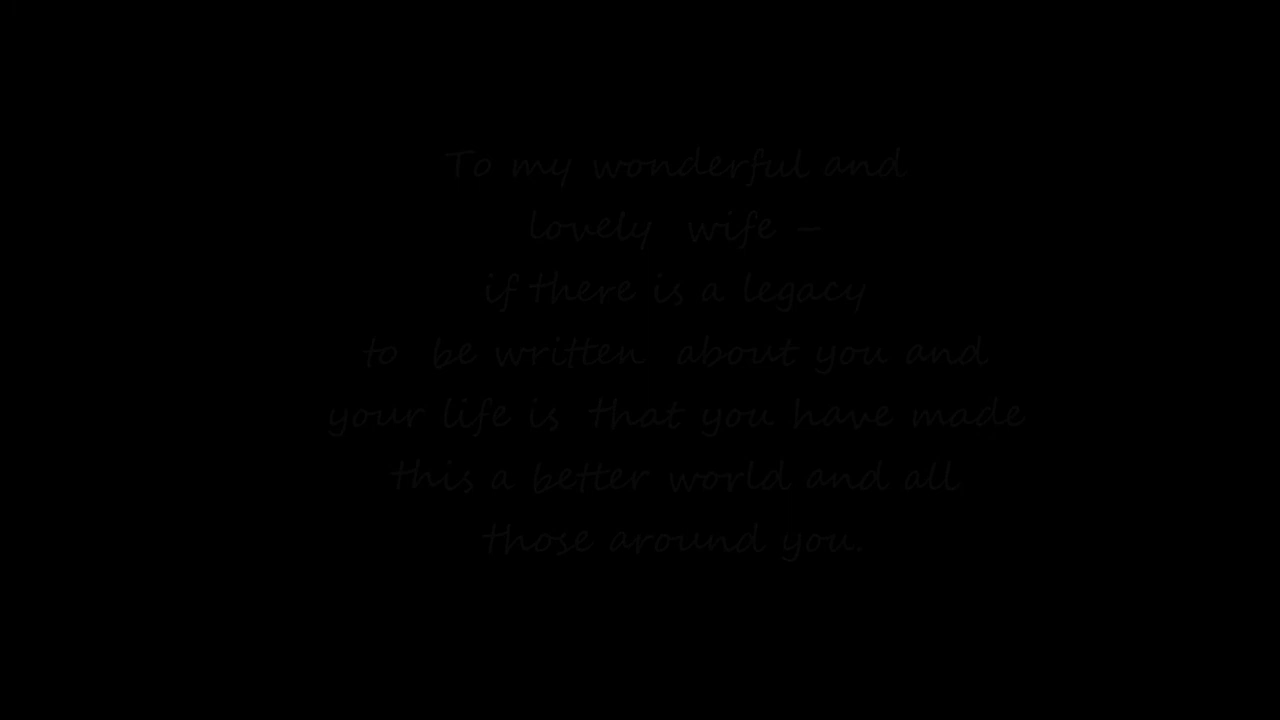 To my wonderful and
lovely wife –
if there is a legacy
to be written about you and
your life is that you have made
this a better world and all
those around you.